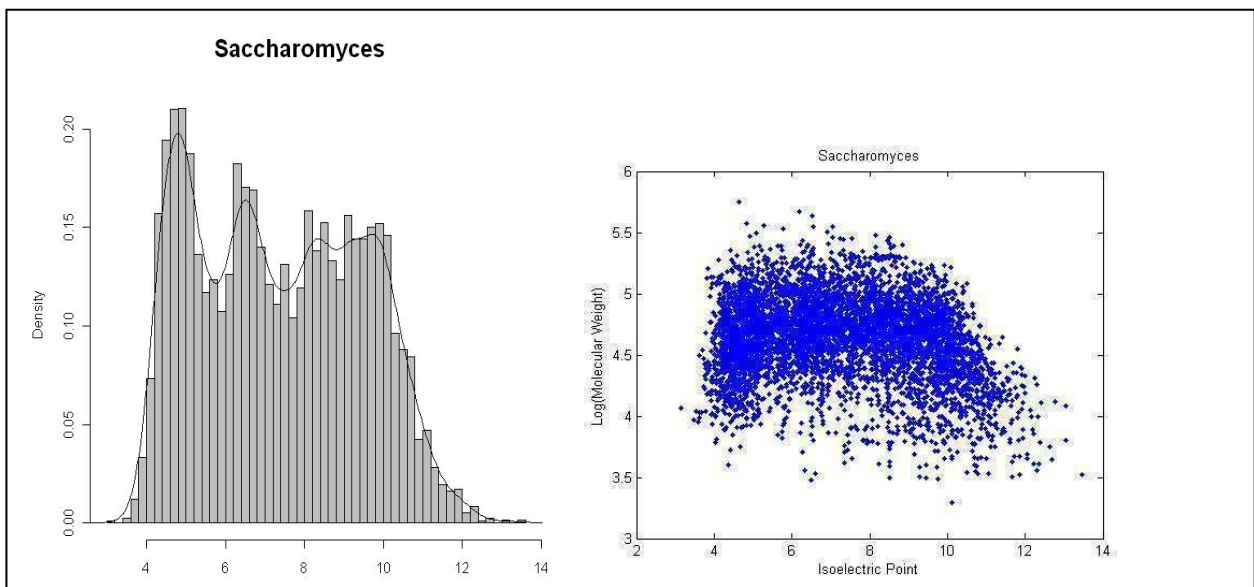 Saccharomyces
0.20
0.15
0.10
0.05
0.00
Density
4 6 8 10 12 14
Saccharomyces
6
5.5
5
4.5
4
3.5
3
Log(Molecular Weight)
2 4 6 8 10 12 14
Isoelectric Point